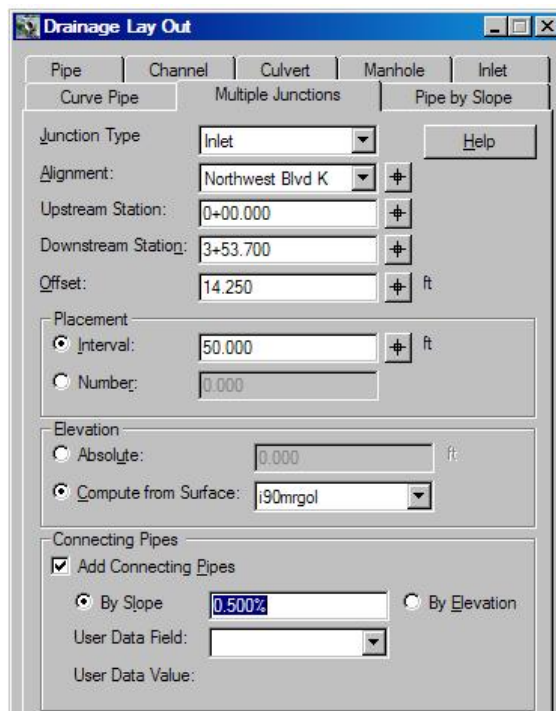 Drainage Lay Out
Pipe Channel Culvert Manhole Inlet
Curve Pipe Multiple Junctions Pipe by Slope
Junction Type Inlet Help
Alignment: Northwest Blvd K
Upstream Station: 0+00.000
Downstream Station: 3+53.700
Offset: 14.250 ft
Placement
Interval: 50.000 ft
Number: 0.000
Elevation
Absolute: 0.000 ft
Compute from Surface: i90mrgol
Connecting Pipes
Add Connecting Pipes
By Slope 0.500% By Elevation
User Data Field:
User Data Value: